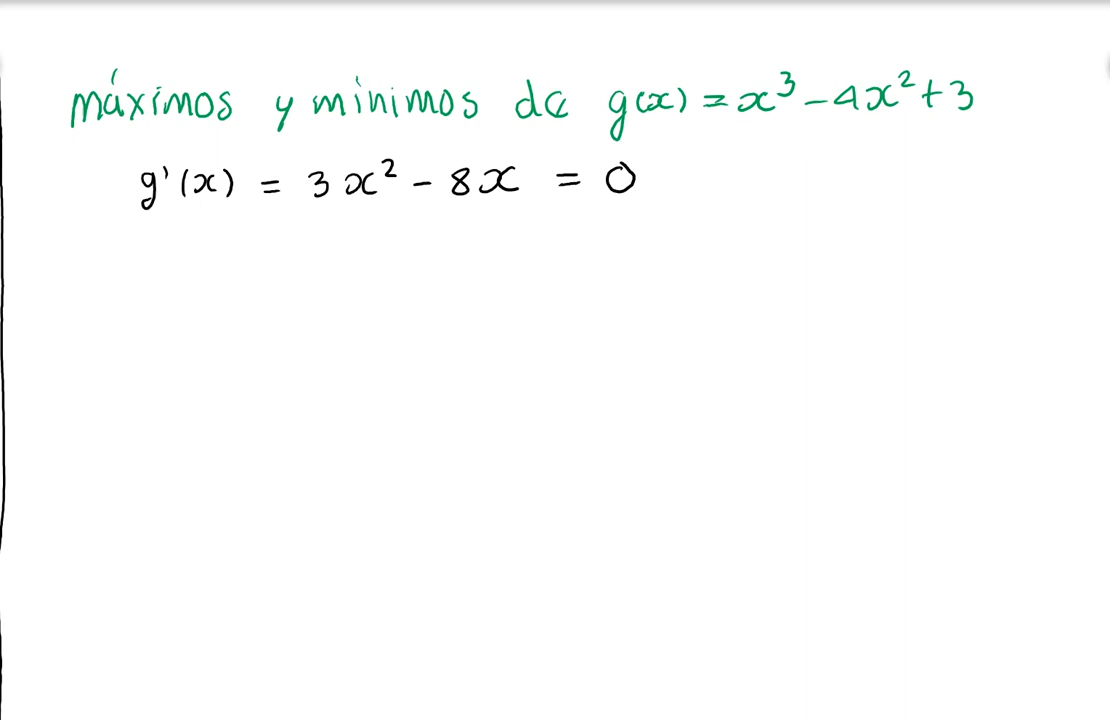 máximos y mínimos de g(x) = x³ - 4x² + 3
g'(x) = 3x² - 8x = 0